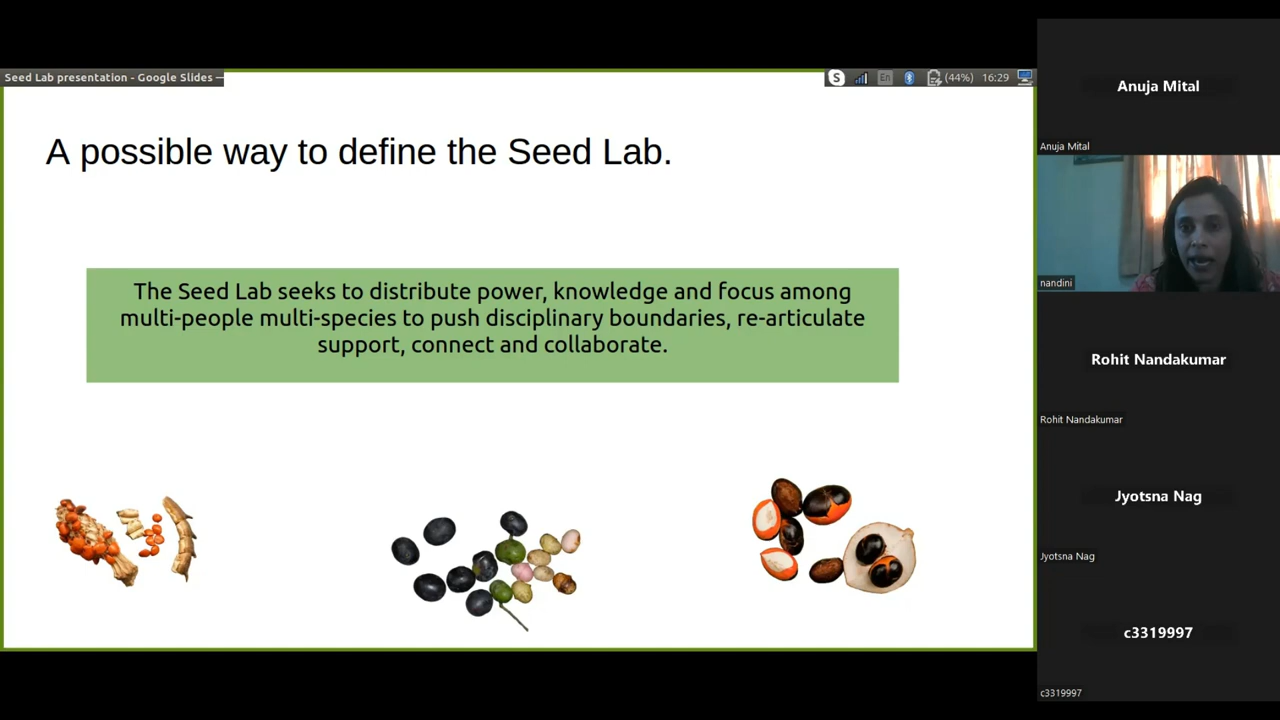 Seed Lab presentation - Google Slides —
S
En
(44%)
16:29
A possible way to define the Seed Lab.
The Seed Lab seeks to distribute power, knowledge and focus among
multi-people multi-species to push disciplinary boundaries, re-articulate
support, connect and collaborate.
Anuja Mital
Anuja Mital
nandini
Rohit Nandakumar
Rohit Nandakumar
Jyotsna Nag
Jyotsna Nag
c3319997
c3319997